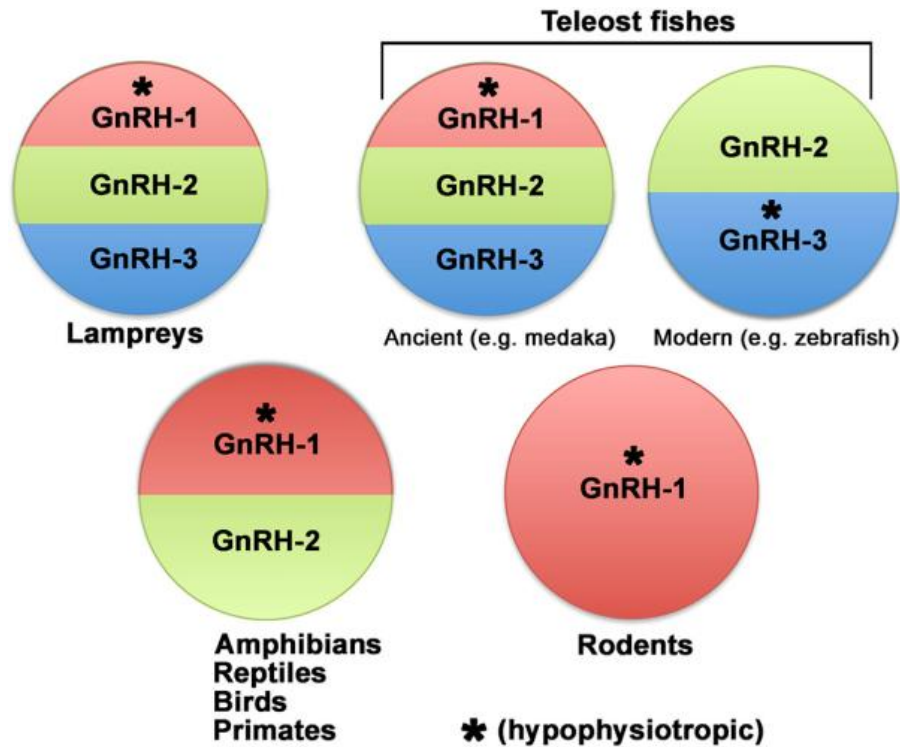 Teleost fishes
*
GnRH-1
GnRH-2
GnRH-3
Lampreys
*
GnRH-1
GnRH-2
GnRH-3
Ancient (e.g. medaka)
GnRH-2
*
GnRH-3
Modern (e.g. zebrafish)
*
GnRH-1
GnRH-2
Amphibians
Reptiles
Birds
Primates
*
GnRH-1
Rodents
* (hypophysiotropic)